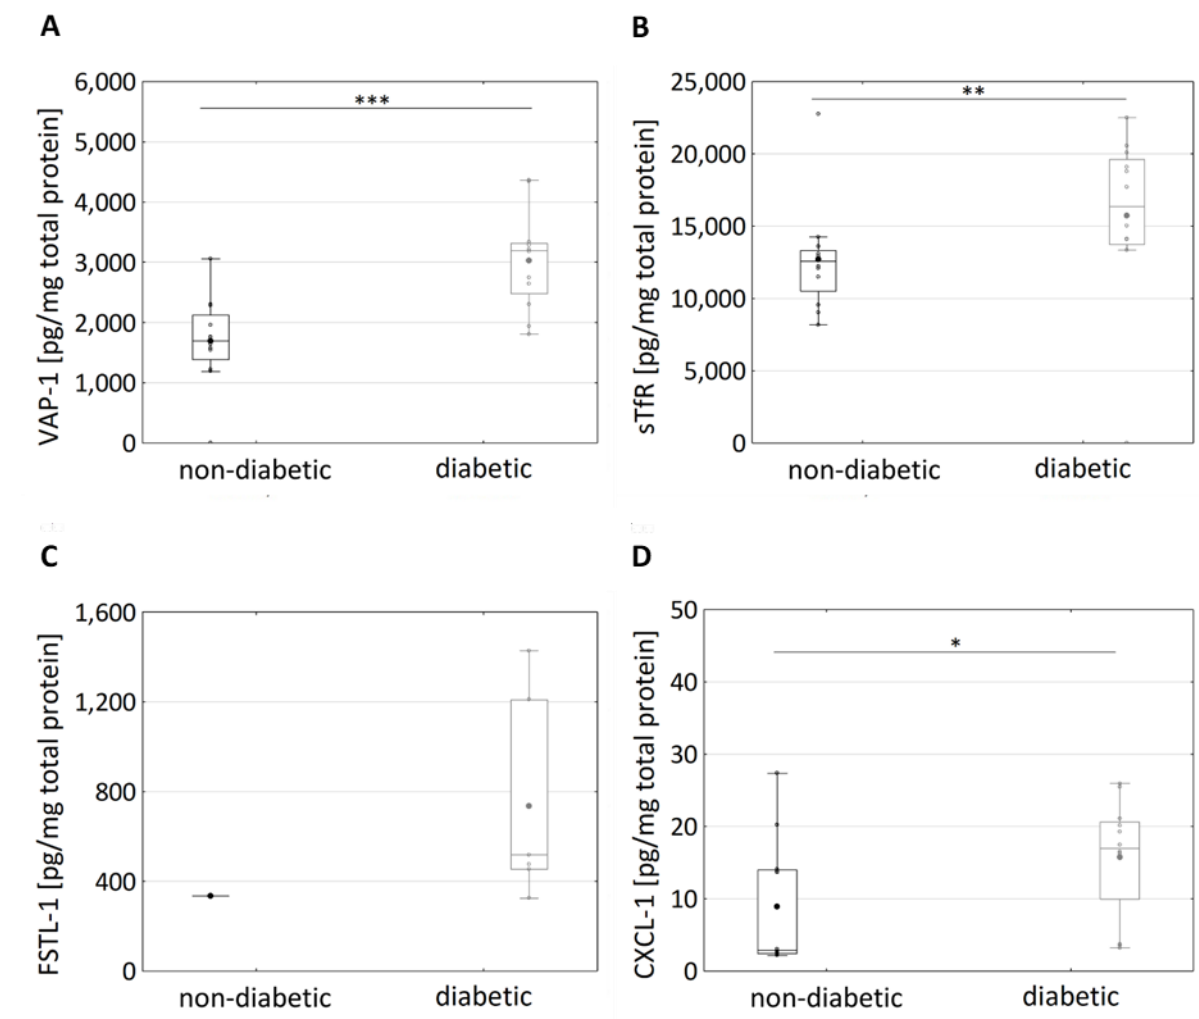 A
VAP-1 [pg/mg total protein]
6,000
5,000
4,000
3,000
2,000
1,000
0
***
non-diabetic
diabetic
B
sTfR [pg/mg total protein]
25,000
20,000
15,000
10,000
5,000
0
**
non-diabetic
diabetic
C
FSTL-1 [pg/mg total protein]
1,600
1,200
800
400
0
non-diabetic
diabetic
D
CXCL-1 [pg/mg total protein]
50
40
30
20
10
0
*
non-diabetic
diabetic